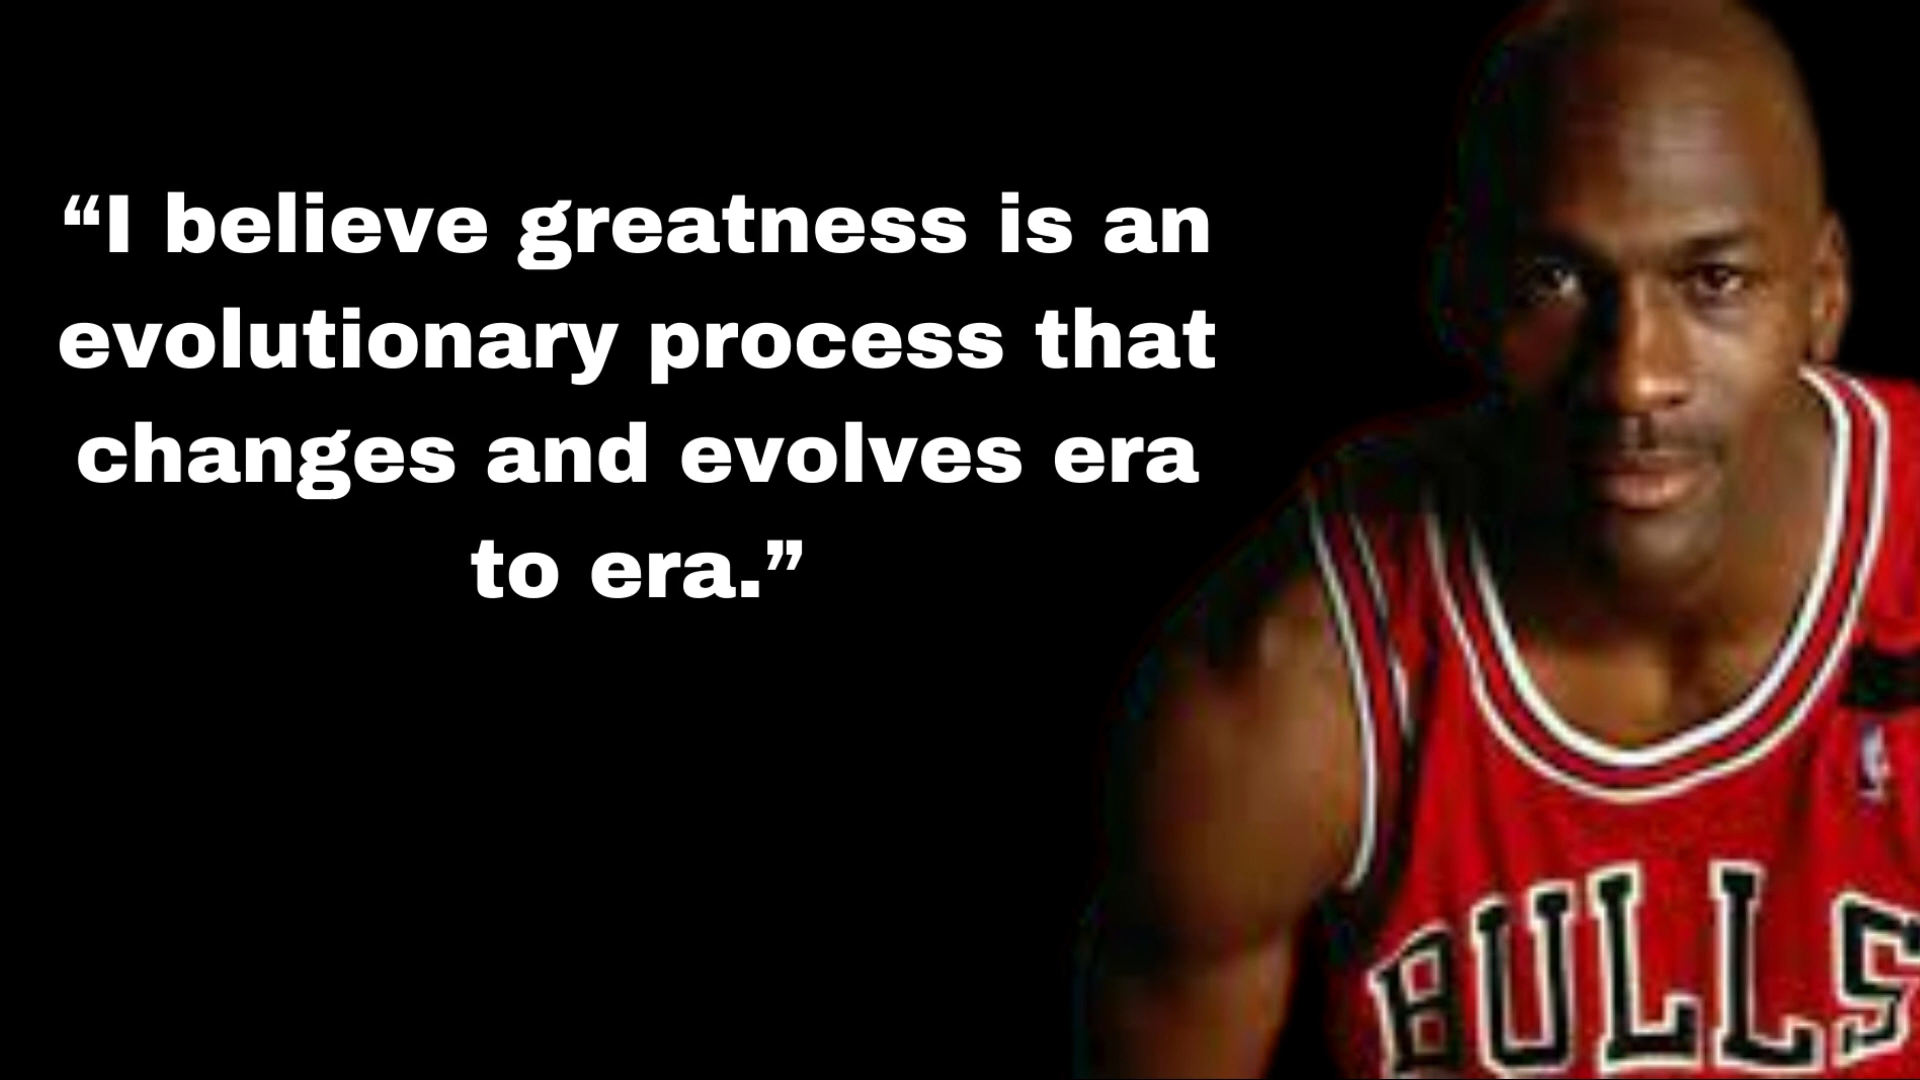 “I believe greatness is an
evolutionary process that
changes and evolves era
to era.”
BULLS